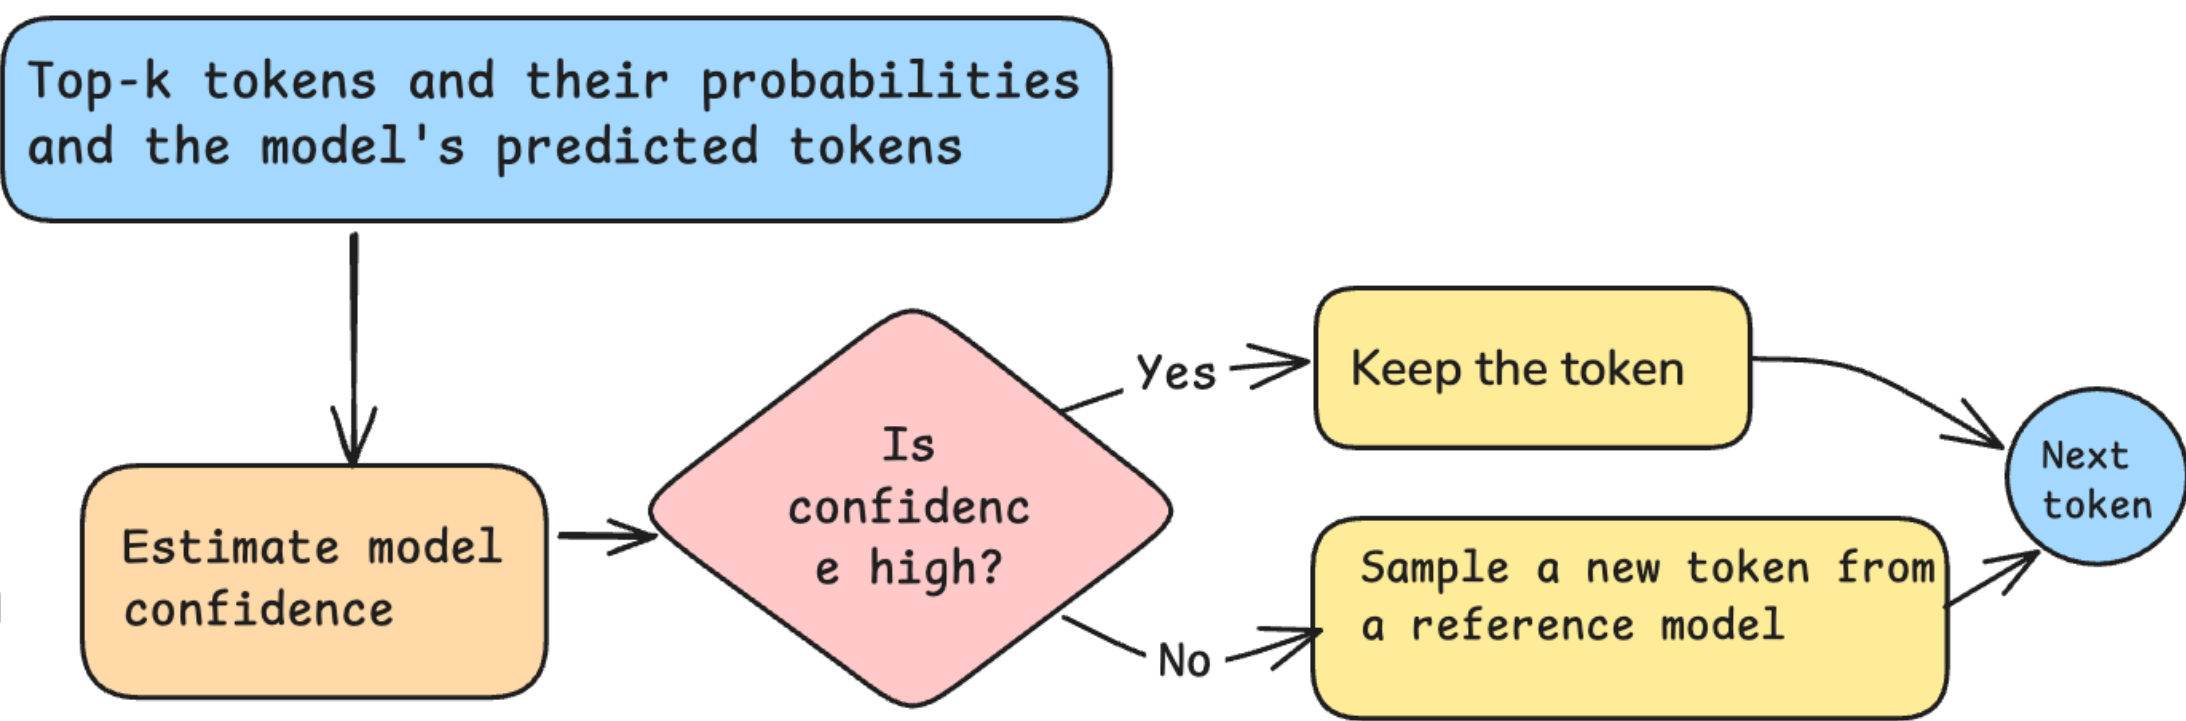 Top-k tokens and their probabilities
and the model's predicted tokens
Estimate model
confidence
Is
confidenc
e high?
Yes
Keep the token
No
Sample a new token from
a reference model
Next
token